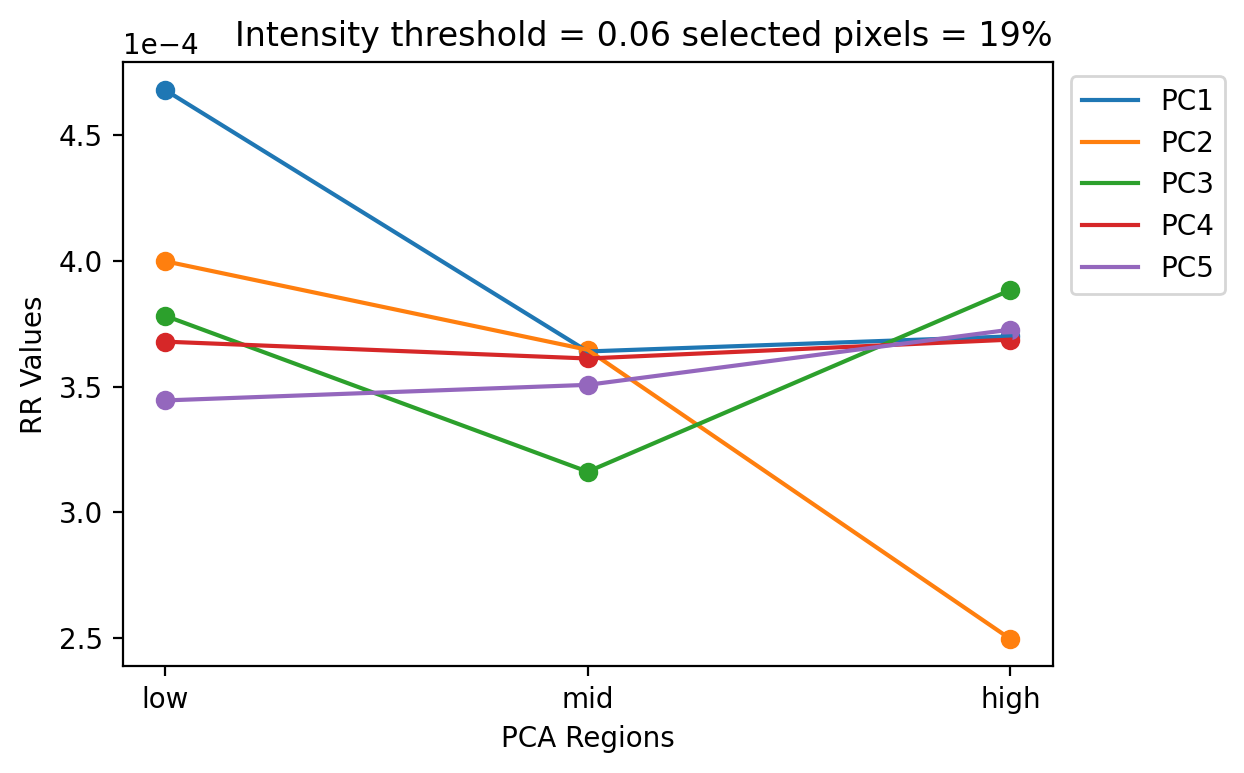 Intensity threshold = 0.06 selected pixels = 19%
1e−4
4.5
4.0
3.5
3.0
2.5
RR Values
low
mid
high
PCA Regions
PC1
PC2
PC3
PC4
PC5